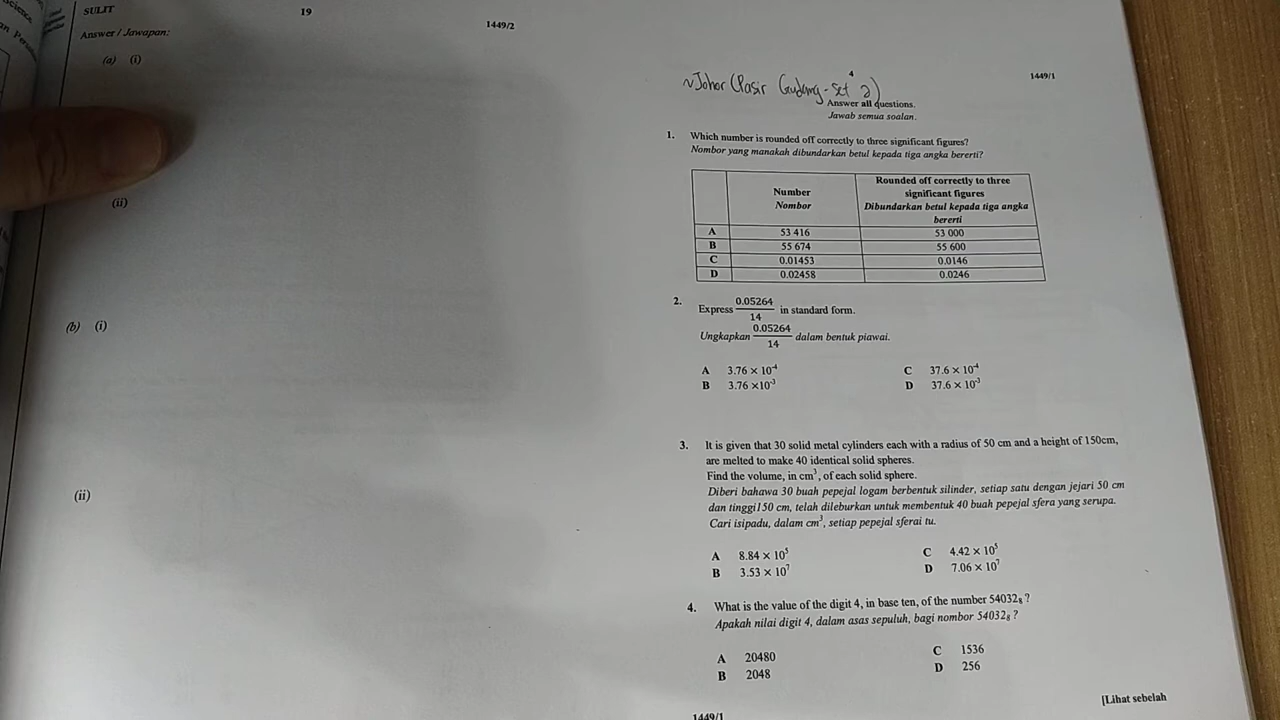 SULIT
19
1449/2
Answer / Jawapan:
(a) (i)
(ii)
(b) (i)
(ii)
4
1449/1
~Johor (Pasir Gudang - Set 2)
Answer all questions.
Jawab semua soalan.
1. Which number is rounded off correctly to three significant figures?
Nombor yang manakah dibundarkan betul kepada tiga angka bererti?
Number
Nombor
Rounded off correctly to three
significant figures
Dibundarkan betul kepada tiga angka
bererti
A 53 416 53 000
B 55 674 55 600
C 0.01453 0.0146
D 0.02458 0.0246
2. Express 0.05264/14 in standard form.
Ungkapkan 0.05264/14 dalam bentuk piawai.
A 3.76 × 10⁻⁴ C 37.6 × 10⁻⁴
B 3.76 ×10⁻³ D 37.6 × 10⁻³
3. It is given that 30 solid metal cylinders each with a radius of 50 cm and a height of 150cm,
are melted to make 40 identical solid spheres.
Find the volume, in cm³, of each solid sphere.
Diberi bahawa 30 buah pepejal logam berbentuk silinder, setiap satu dengan jejari 50 cm
dan tinggi150 cm, telah dileburkan untuk membentuk 40 buah pepejal sfera yang serupa.
Cari isipadu, dalam cm³, setiap pepejal sferai tu.
A 8.84 × 10⁵ C 4.42 × 10⁵
B 3.53 × 10⁷ D 7.06 × 10⁷
4. What is the value of the digit 4, in base ten, of the number 54032₈ ?
Apakah nilai digit 4, dalam asas sepuluh, bagi nombor 54032₈ ?
A 20480 C 1536
B 2048 D 256
[Lihat sebelah
1449/1